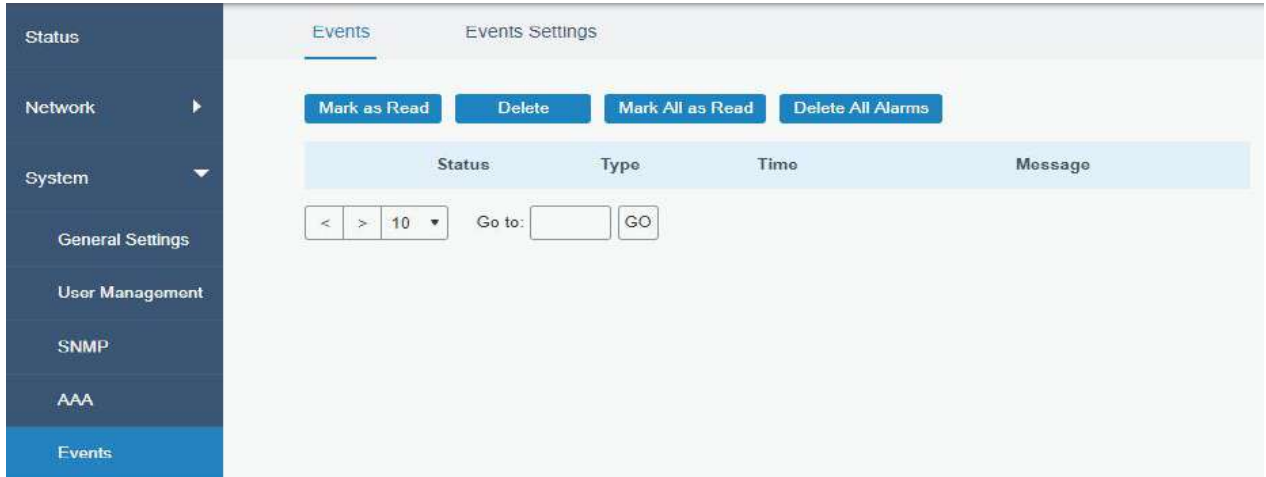 Status
Events Events Settings
Network
Mark as Read Delete Mark All as Read Delete All Alarms
System
Status Type Time Message
< > 10 Go to: GO
General Settings
User Management
SNMP
AAA
Events